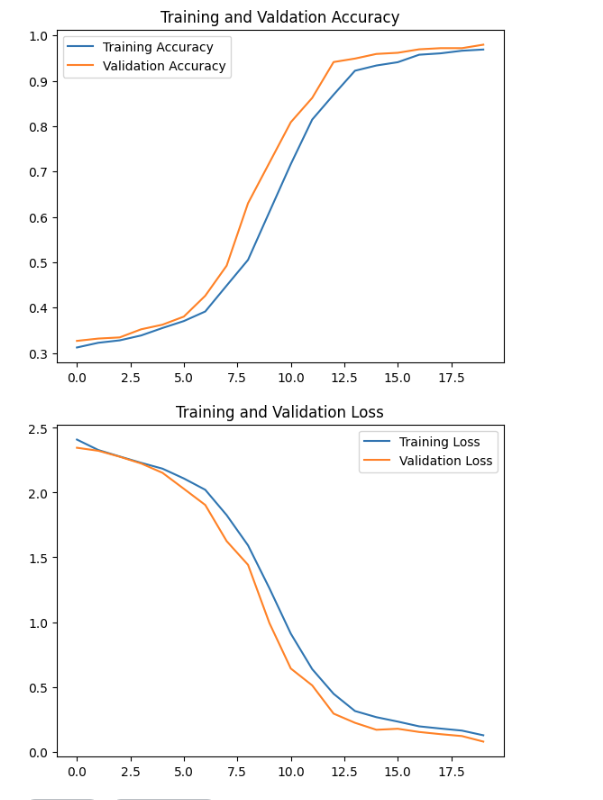 Training and Valdation Accuracy
1.0
Training Accuracy
Validation Accuracy
0.9
0.8
0.7
0.6
0.5
0.4
0.3
0.0 2.5 5.0 7.5 10.0 12.5 15.0 17.5
Training and Validation Loss
2.5
Training Loss
Validation Loss
2.0
1.5
1.0
0.5
0.0
0.0 2.5 5.0 7.5 10.0 12.5 15.0 17.5